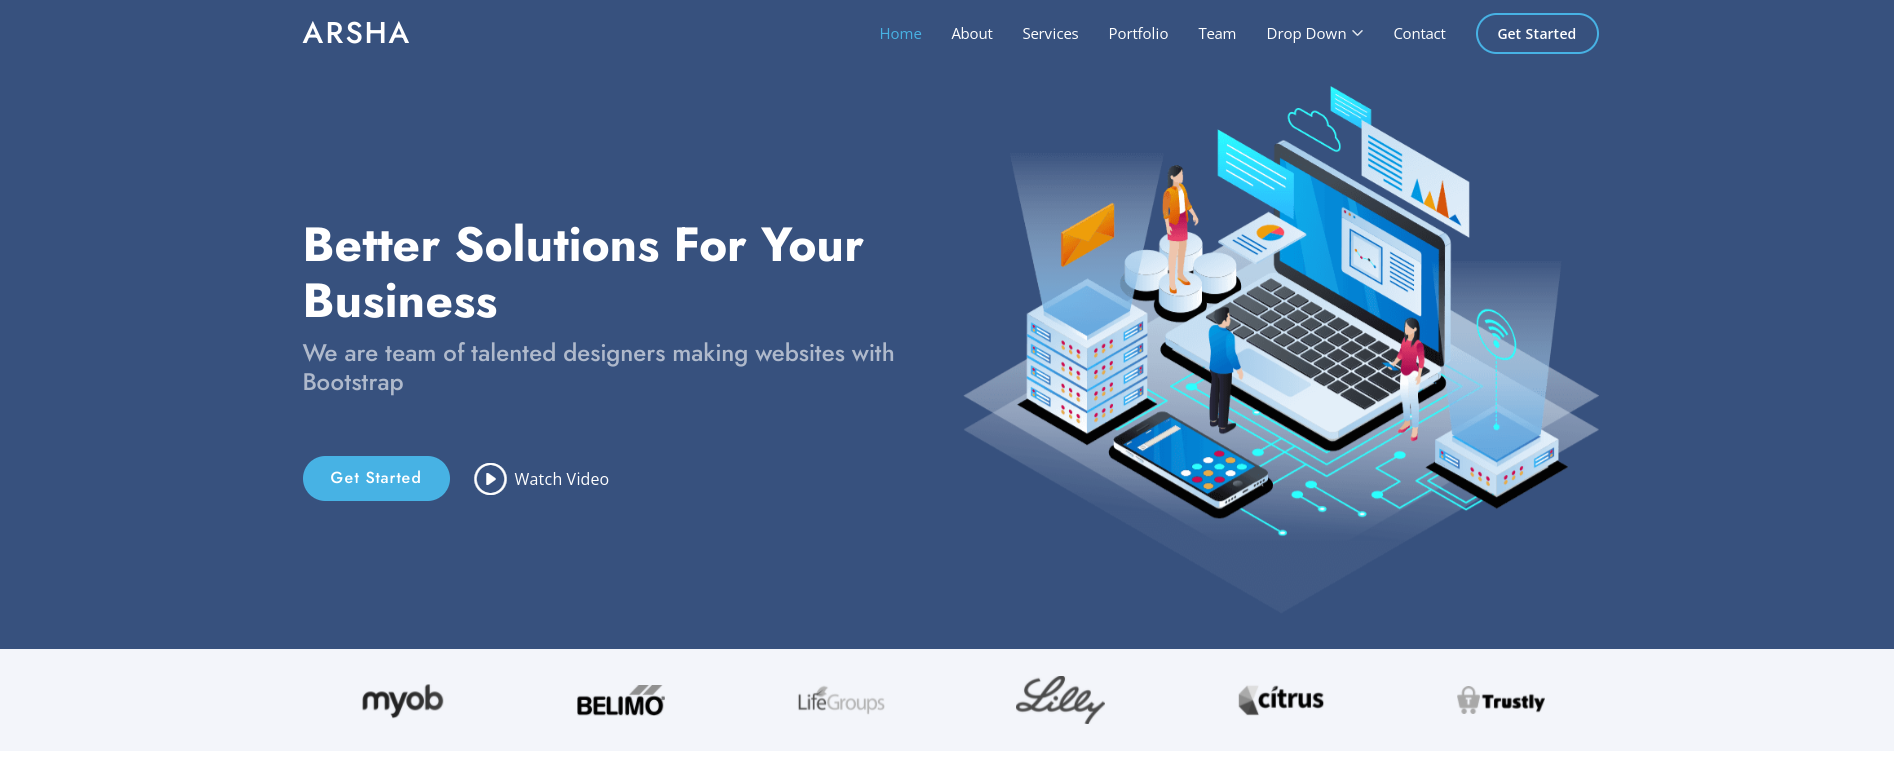 ARSHA
Home About Services Portfolio Team Drop Down Contact Get Started
Better Solutions For Your
Business
We are team of talented designers making websites with
Bootstrap
Get Started Watch Video
myob BELIMO LifeGroups Lilly citrus Trustly